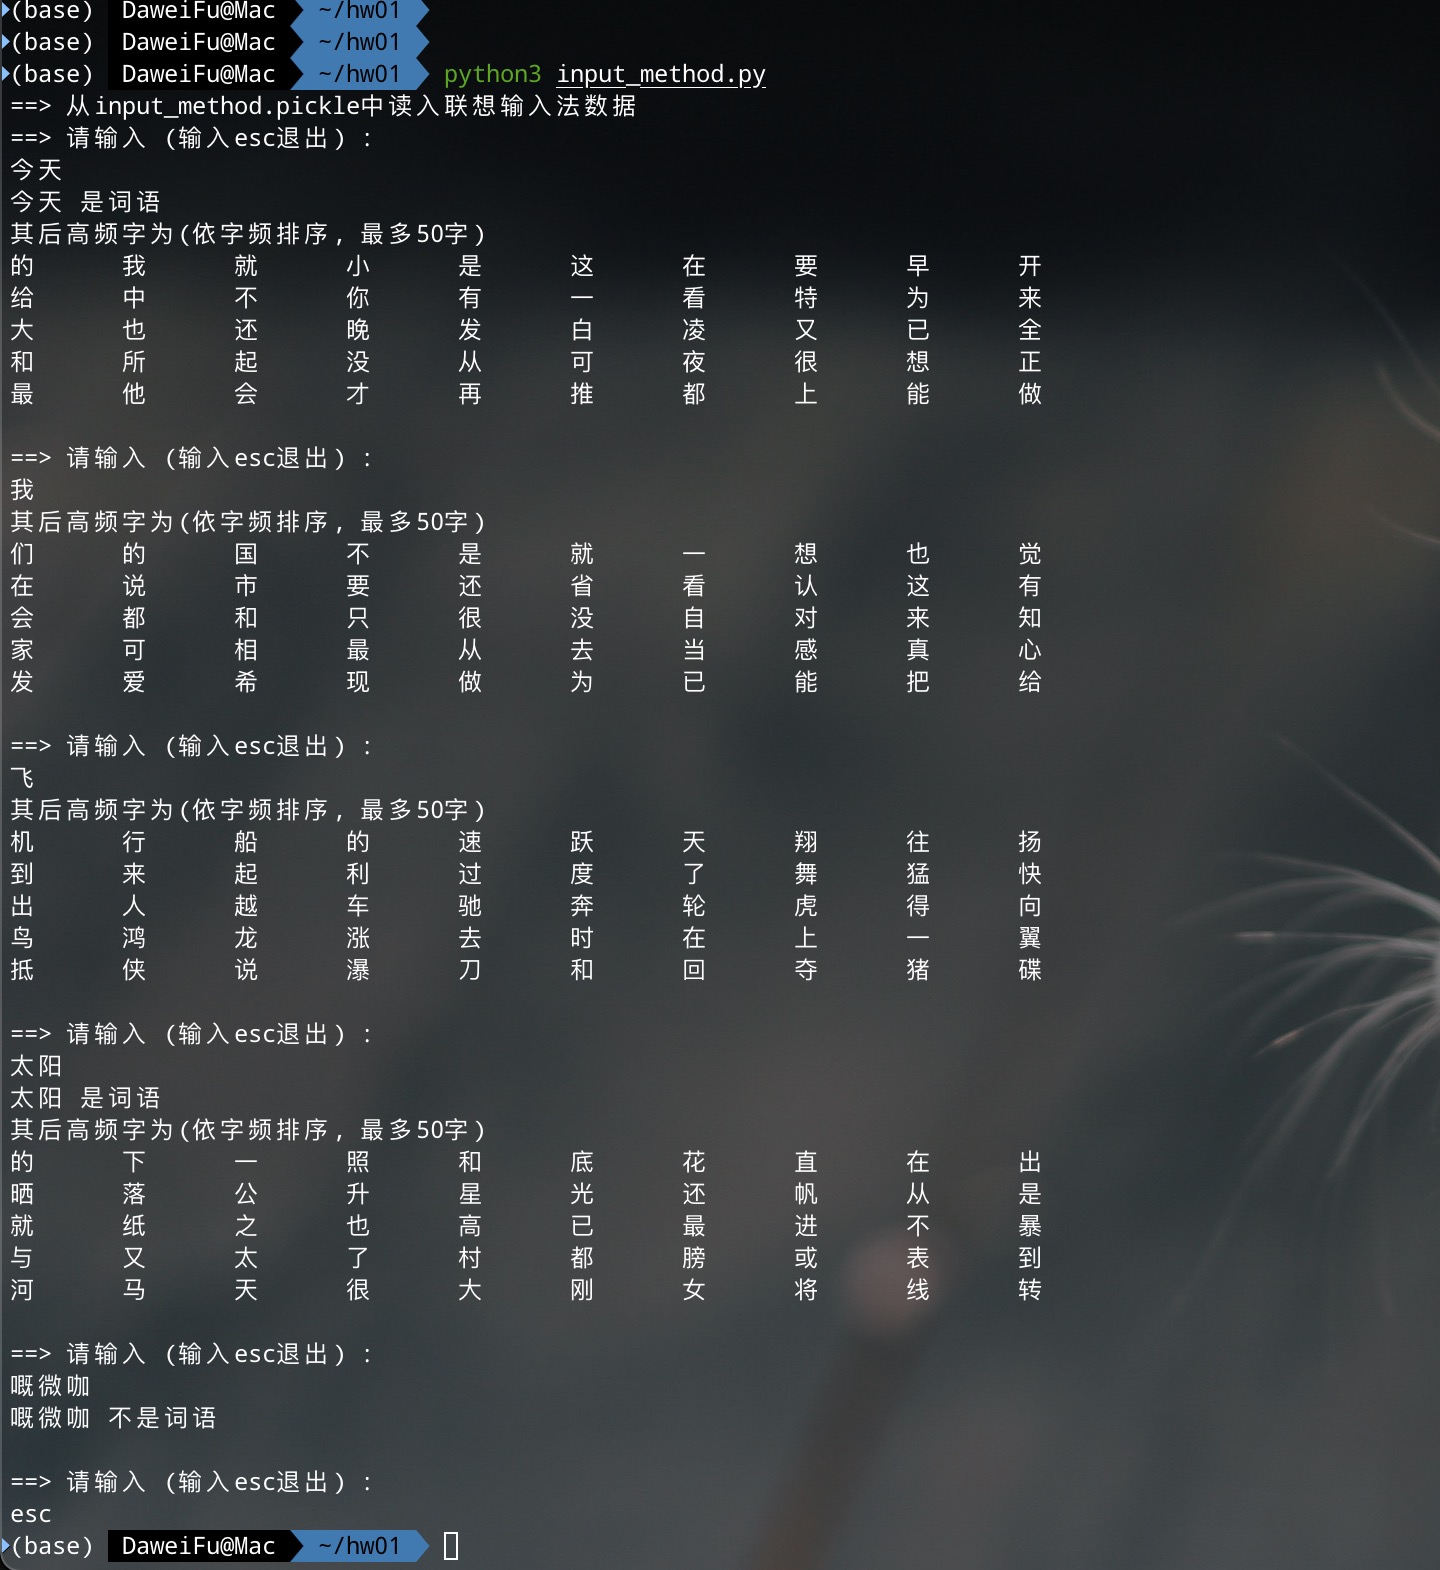 (base) DaweiFu@Mac ~/hw01
(base) DaweiFu@Mac ~/hw01
(base) DaweiFu@Mac ~/hw01 python3 input_method.py
==> 从input_method.pickle中读入联想输入法数据
==> 请输入 (输入esc退出) :
今天
今天 是词语
其后高频字为(依字频排序, 最多50字)
的 我 就 小 是 这 在 要 早 开
给 中 不 你 有 一 看 特 为 来
大 也 还 晚 发 白 凌 又 已 全
和 所 起 没 从 可 夜 很 想 正
最 他 会 才 再 推 都 上 能 做
==> 请输入 (输入esc退出) :
我
其后高频字为(依字频排序, 最多50字)
们 的 国 不 是 就 一 想 也 觉
在 说 市 要 还 省 看 认 这 有
会 都 和 只 很 没 自 对 来 知
家 可 相 最 从 去 当 感 真 心
发 爱 希 现 做 为 已 能 把 给
==> 请输入 (输入esc退出) :
飞
其后高频字为(依字频排序, 最多50字)
机 行 船 的 速 跃 天 翔 往 扬
到 来 起 利 过 度 了 舞 猛 快
出 人 越 车 驰 奔 轮 虎 得 向
鸟 鸿 龙 涨 去 时 在 上 一 翼
抵 侠 说 瀑 刀 和 回 夺 猪 碟
==> 请输入 (输入esc退出) :
太阳
太阳 是词语
其后高频字为(依字频排序, 最多50字)
的 下 一 照 和 底 花 直 在 出
晒 落 公 升 星 光 还 帆 从 是
就 纸 之 也 高 已 最 进 不 暴
与 又 太 了 村 都 膀 或 表 到
河 马 天 很 大 刚 女 将 线 转
==> 请输入 (输入esc退出) :
嘅微咖
嘅微咖 不是词语
==> 请输入 (输入esc退出) :
esc
(base) DaweiFu@Mac ~/hw01